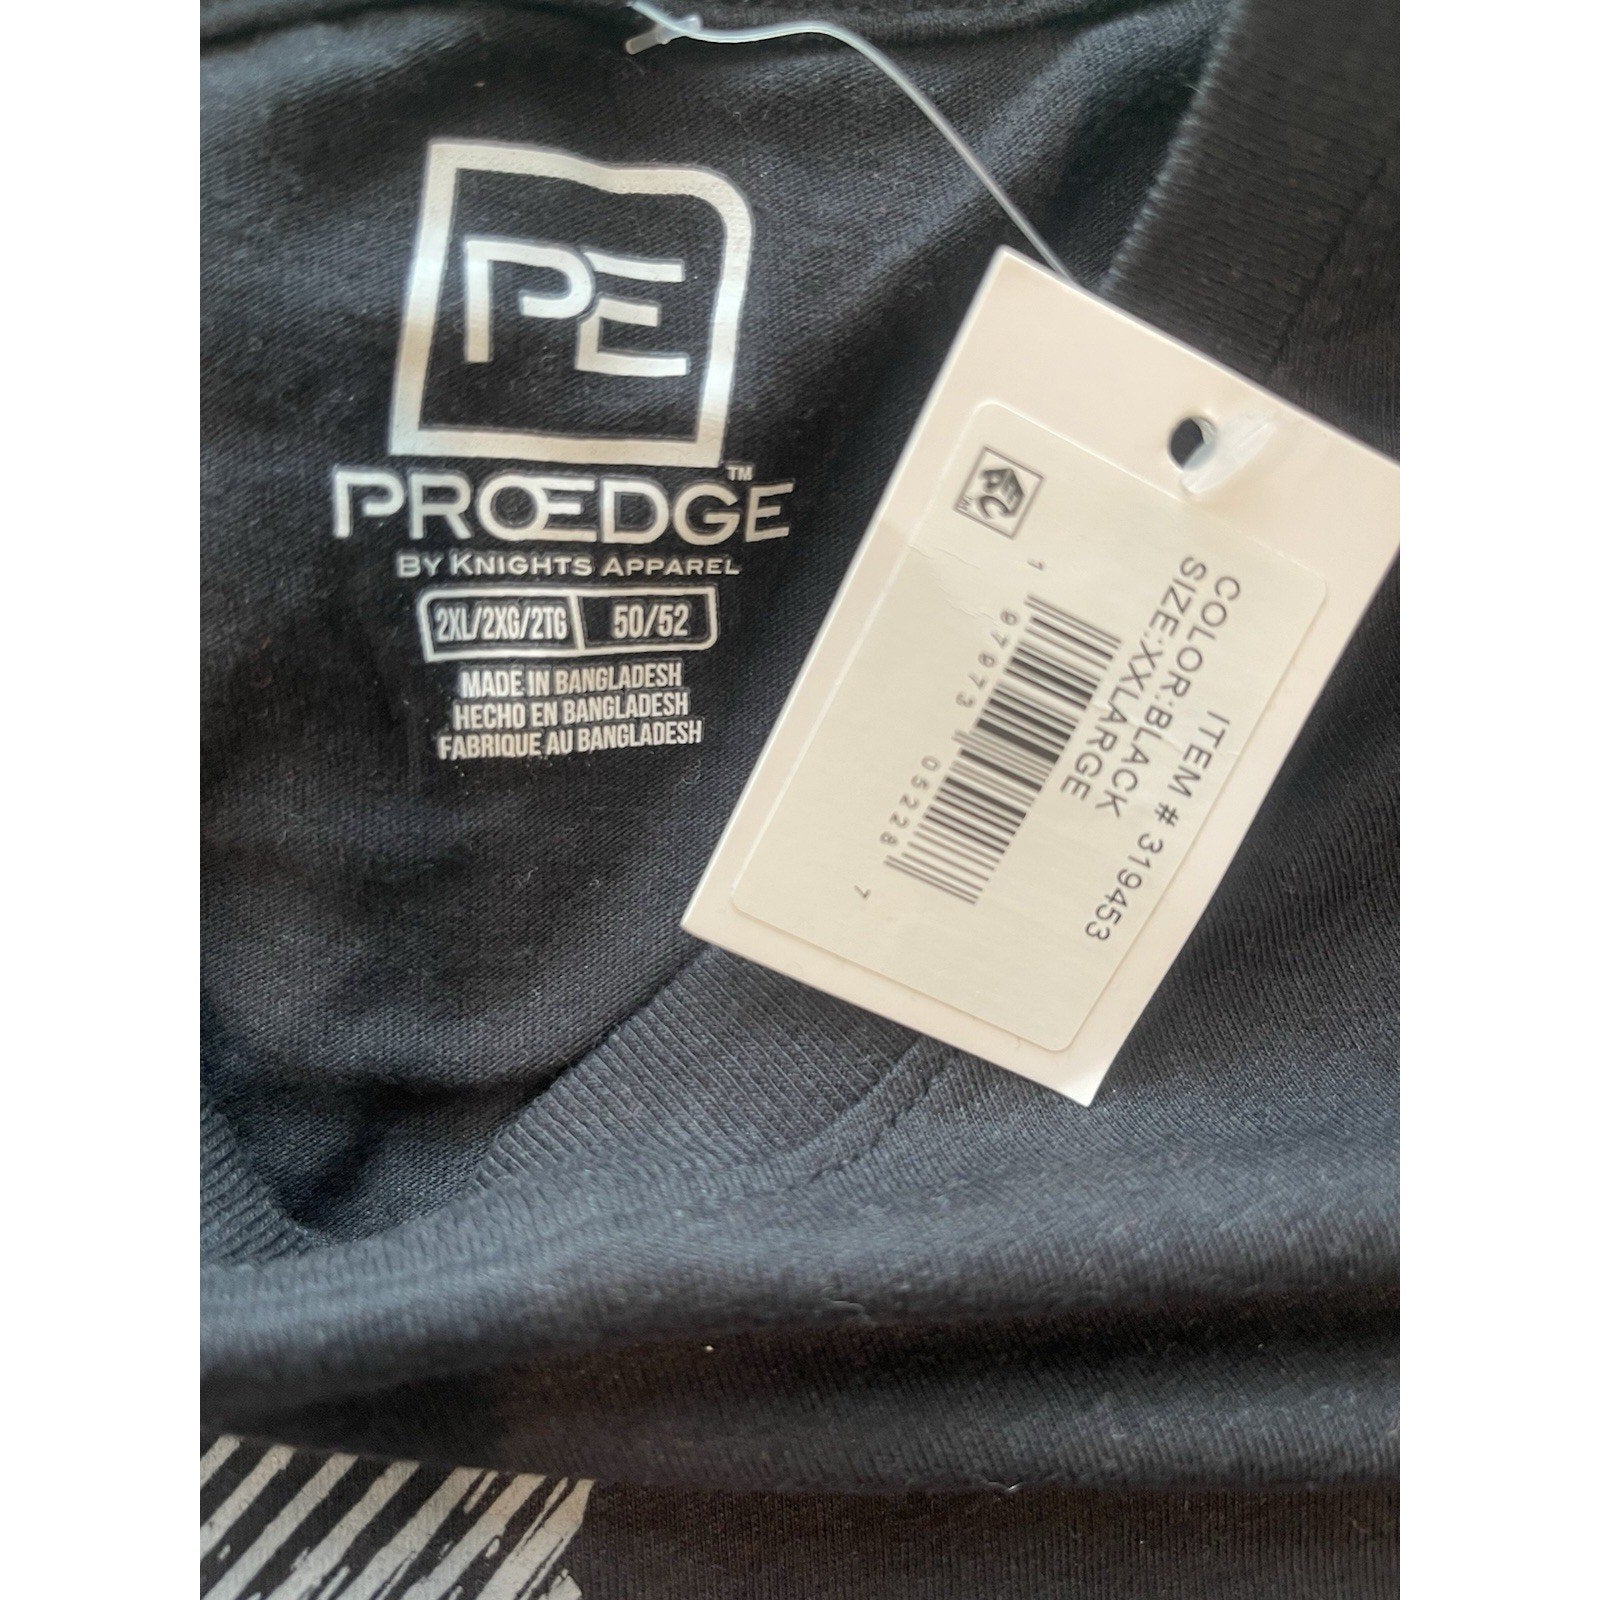 PE
PROEDGE™
BY KNIGHTS APPAREL
2XL/2XG/2TG 50/52
MADE IN BANGLADESH
HECHO EN BANGLADESH
FABRIQUE AU BANGLADESH
ITEM # 319453
COLOR:BLACK
SIZE:XXLARGE
1 97973 05228 7